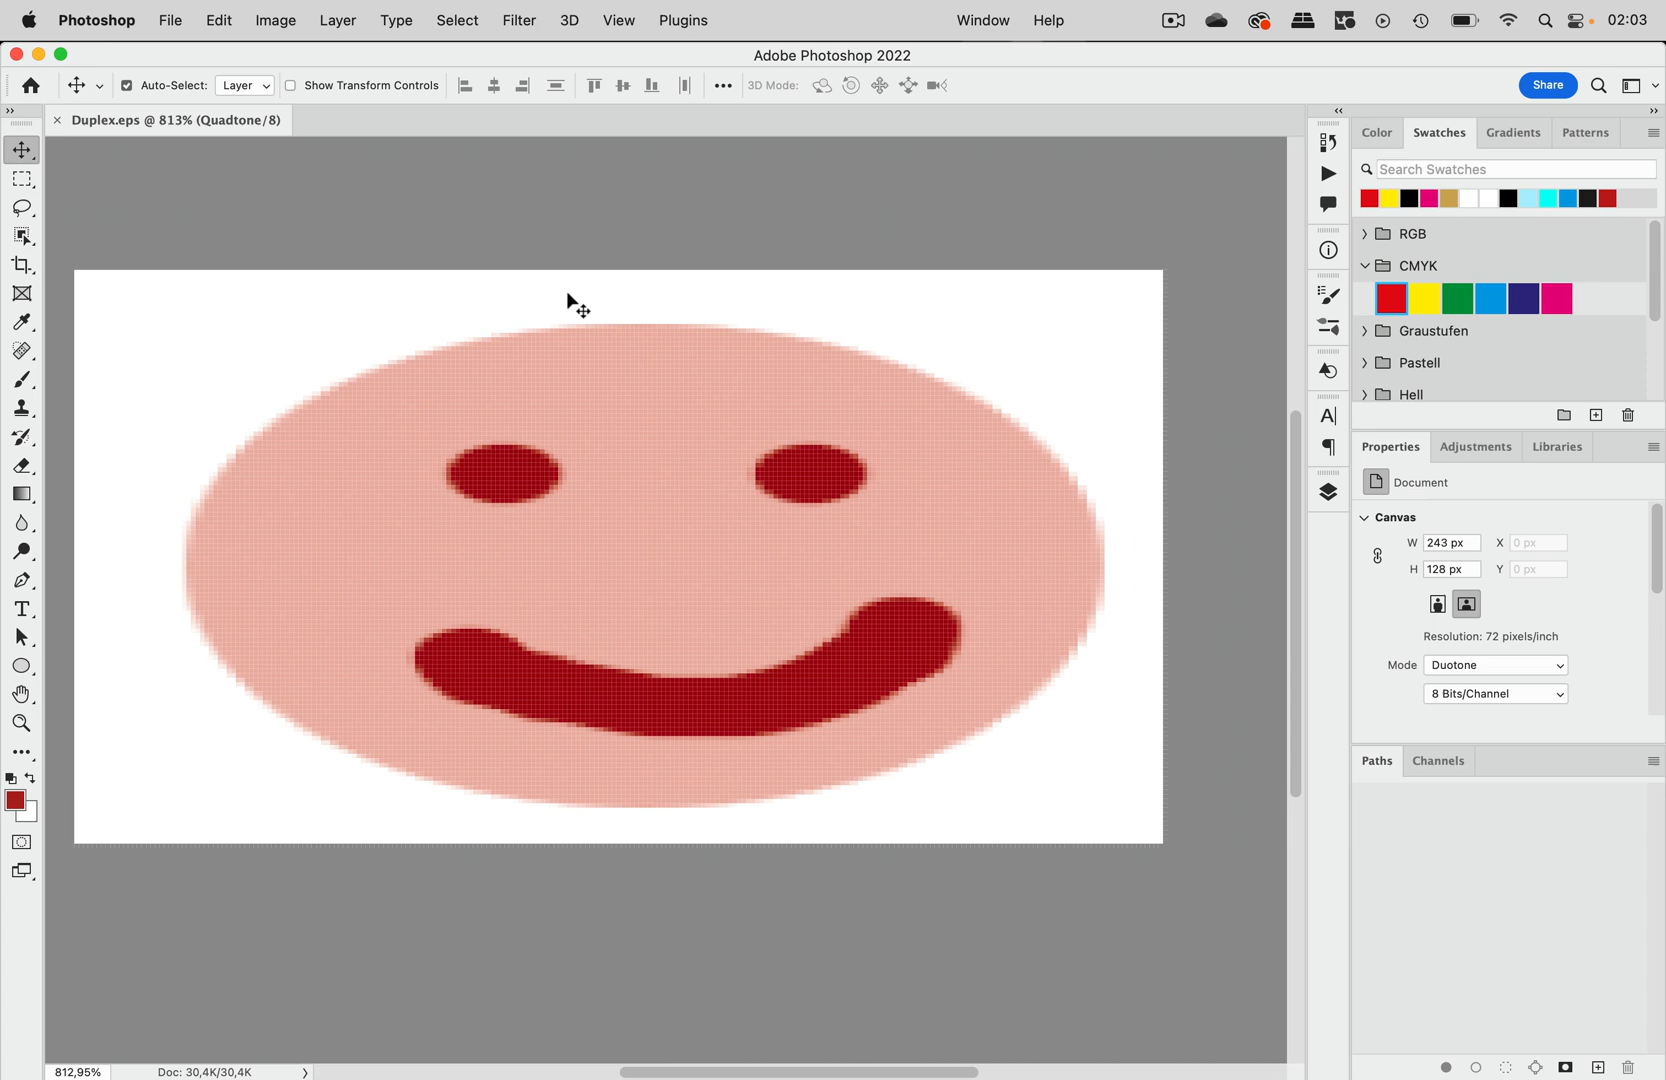 Photoshop File Edit Image Layer Type Select Filter 3D View Plugins Window Help 02:03
Adobe Photoshop 2022
Auto-Select: Layer Show Transform Controls 3D Mode: Share
Duplex.eps @ 813% (Quadtone/8)
Color Swatches Gradients Patterns
Search Swatches
RGB
CMYK
Graustufen
Pastell
Hell
Properties Adjustments Libraries
Document
Canvas
W 243 px X 0 px
H 128 px Y 0 px
Resolution: 72 pixels/inch
Mode Duotone
8 Bits/Channel
Paths Channels
812,95% Doc: 30,4K/30,4K